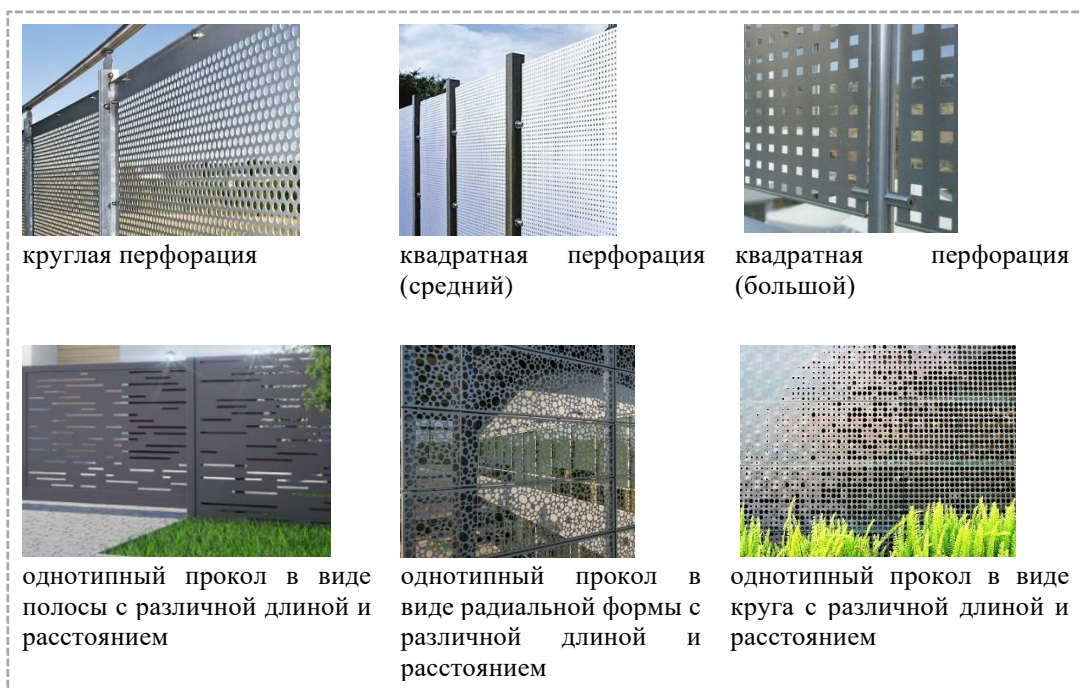 круглая перфорация
квадратная перфорация
(средний)
квадратная перфорация
(большой)
однотипный прокол в виде
полосы с различной длиной и
расстоянием
однотипный прокол в
виде радиальной формы с
различной длиной и
расстоянием
однотипный прокол в виде
круга с различной длиной и
расстоянием